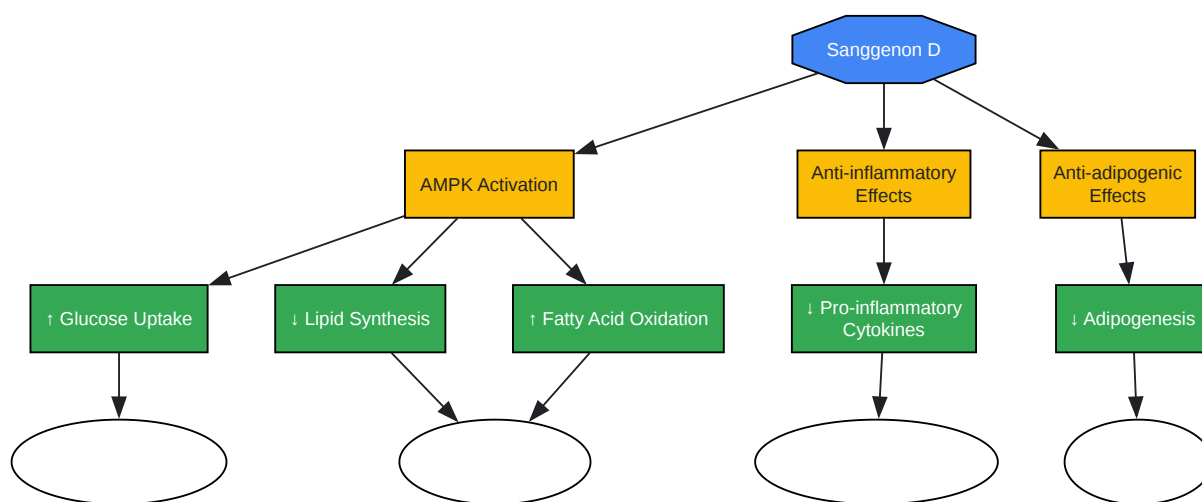 Sanggenon D
AMPK Activation
Anti-inflammatory
Effects
Anti-adipogenic
Effects
↑ Glucose Uptake
↓ Lipid Synthesis
↑ Fatty Acid Oxidation
↓ Pro-inflammatory
Cytokines
↓ Adipogenesis